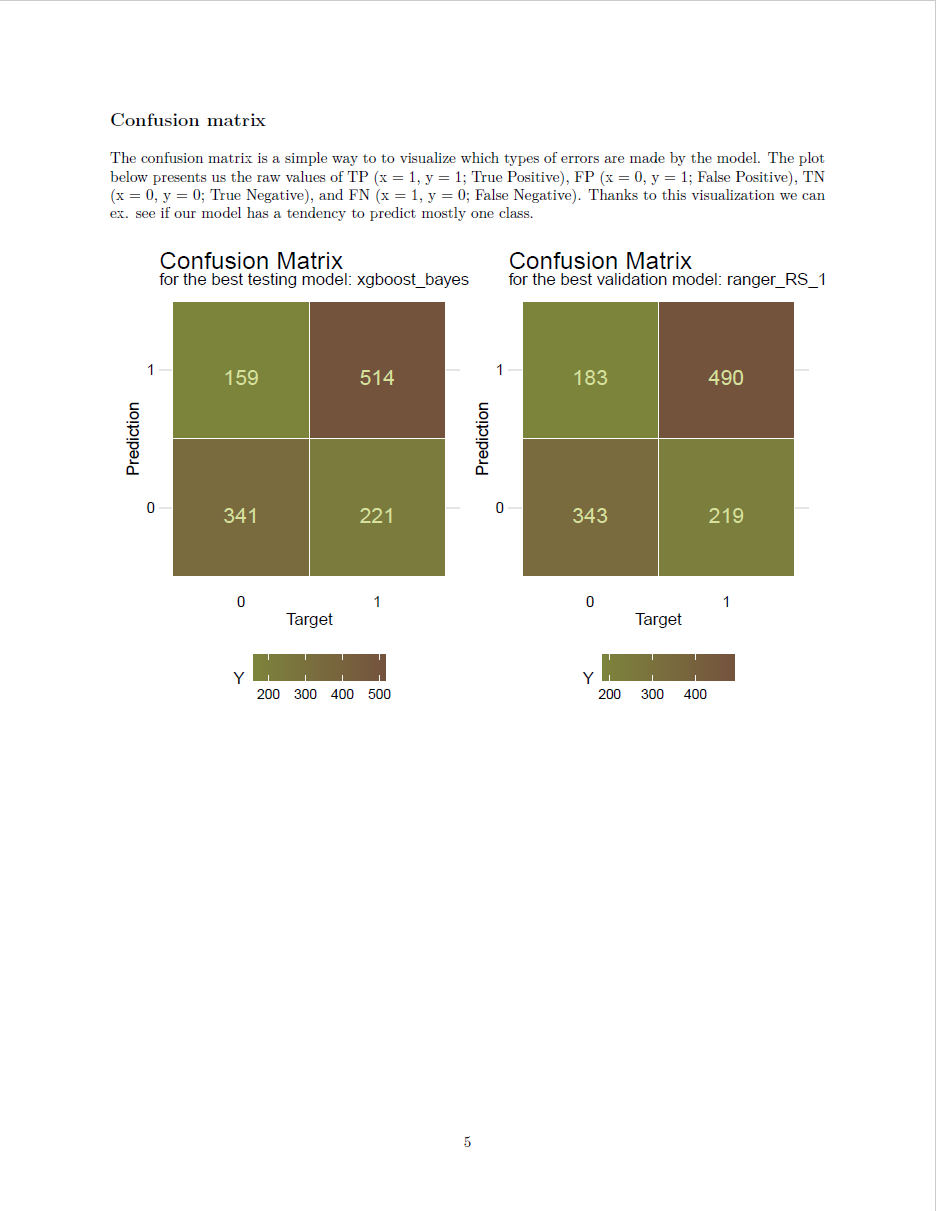 Confusion matrix
The confusion matrix is a simple way to to visualize which types of errors are made by the model. The plot
below presents us the raw values of TP (x = 1, y = 1; True Positive), FP (x = 0, y = 1; False Positive), TN
(x = 0, y = 0; True Negative), and FN (x = 1, y = 0; False Negative). Thanks to this visualization we can
ex. see if our model has a tendency to predict mostly one class.
Confusion Matrix
for the best testing model: xgboost_bayes
1
159 514
Prediction
0
341 221
0 1
Target
Y
200 300 400 500
Confusion Matrix
for the best validation model: ranger_RS_1
1
183 490
Prediction
0
343 219
0 1
Target
Y
200 300 400
5